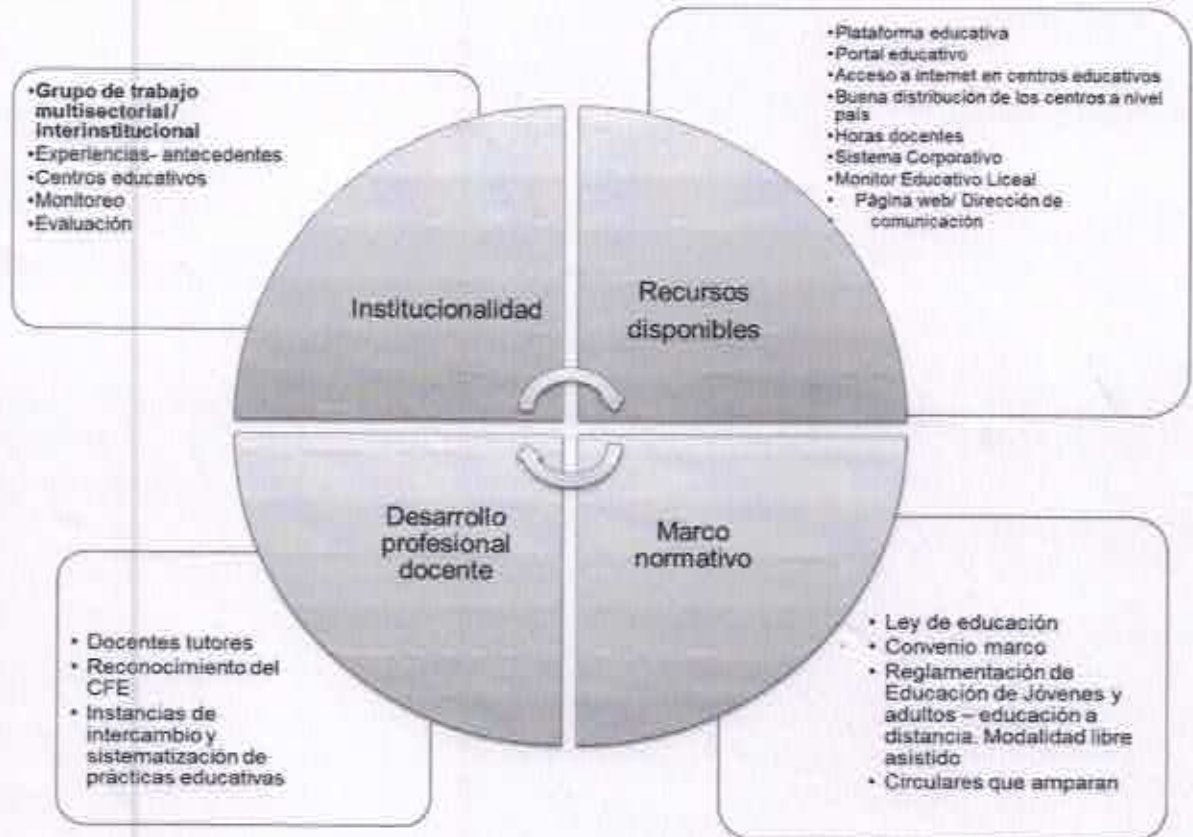 •Grupo de trabajo
multisectorial/
interinstitucional
•Experiencias- antecedentes
•Centros educativos
•Monitoreo
•Evaluación
•Plataforma educativa
•Portal educativo
•Acceso a internet en centros educativos
•Buena distribución de los centros a nivel
país
•Horas docentes
•Sistema Corporativo
•Monitor Educativo Liceal
• Página web/ Dirección de
• comunicación
Institucionalidad
Recursos
disponibles
Desarrollo
profesional
docente
Marco
normativo
• Docentes tutores
• Reconocimiento del
CFE
• Instancias de
intercambio y
sistematización de
prácticas educativas
• Ley de educación
• Convenio marco
• Reglamentación de
Educación de Jóvenes y
adultos – educación a
distancia. Modalidad libre
asistido
• Circulares que amparan